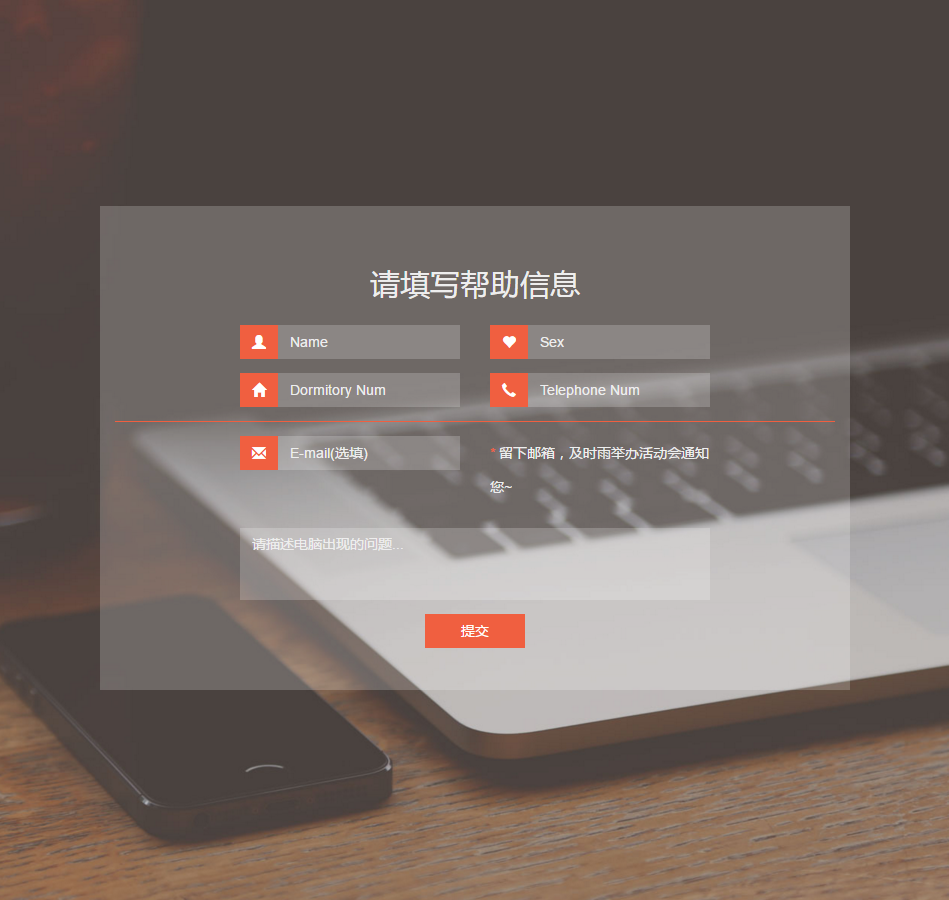 请填写帮助信息
Name
Sex
Dormitory Num
Telephone Num
E-mail(选填)
* 留下邮箱，及时雨举办活动会通知
您~
请描述电脑出现的问题...
提交